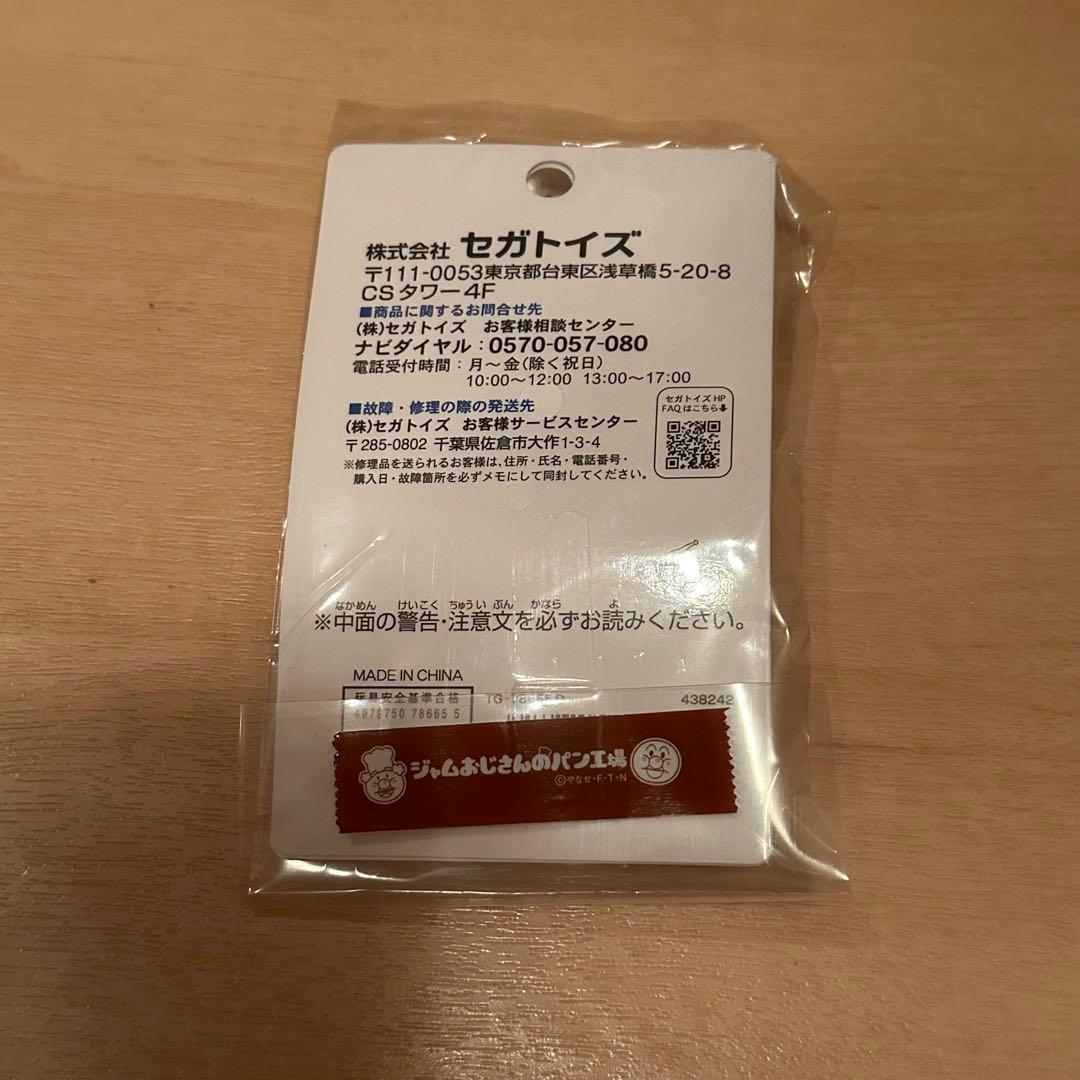 株式会社 セガトイズ
〒111-0053東京都台東区浅草橋5-20-8
CSタワー4F
■商品に関するお問合せ先
(株)セガトイズ お客様相談センター
ナビダイヤル:0570-057-080
電話受付時間:月〜金(除く祝日)
10:00〜12:00 13:00〜17:00
セガトイズ HP
FAQ はこちら
■故障・修理の際の発送先
(株)セガトイズ お客様サービスセンター
〒285-0802 千葉県佐倉市大作1-3-4
※修理品を送られるお客様は、住所・氏名・電話番号・
購入日・故障箇所を必ずメモにして同封してください。
なかめん けいこく ちゅうい ぶん かなら よ
※中面の警告・注意文を必ずお読みください。
MADE IN CHINA
玩具安全基準合格
4979750 78665 5
438242
ジャムおじさんのパン工場
©やなせ・F・T・N